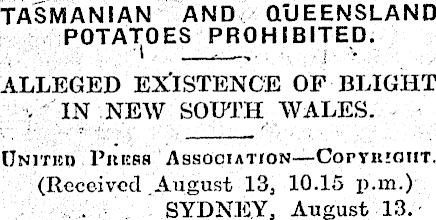 TASMANIAN AND QUEENSLAND
POTATOES PROHIBITED.
ALLEGED EXISTENCE OF BLIGHT
IN NEW SOUTH WALES.
UNITED PRESS ASSOCIATION—COPYRIGHT.
(Received August 13, 10.15 p.m.)
SYDNEY, August 13.